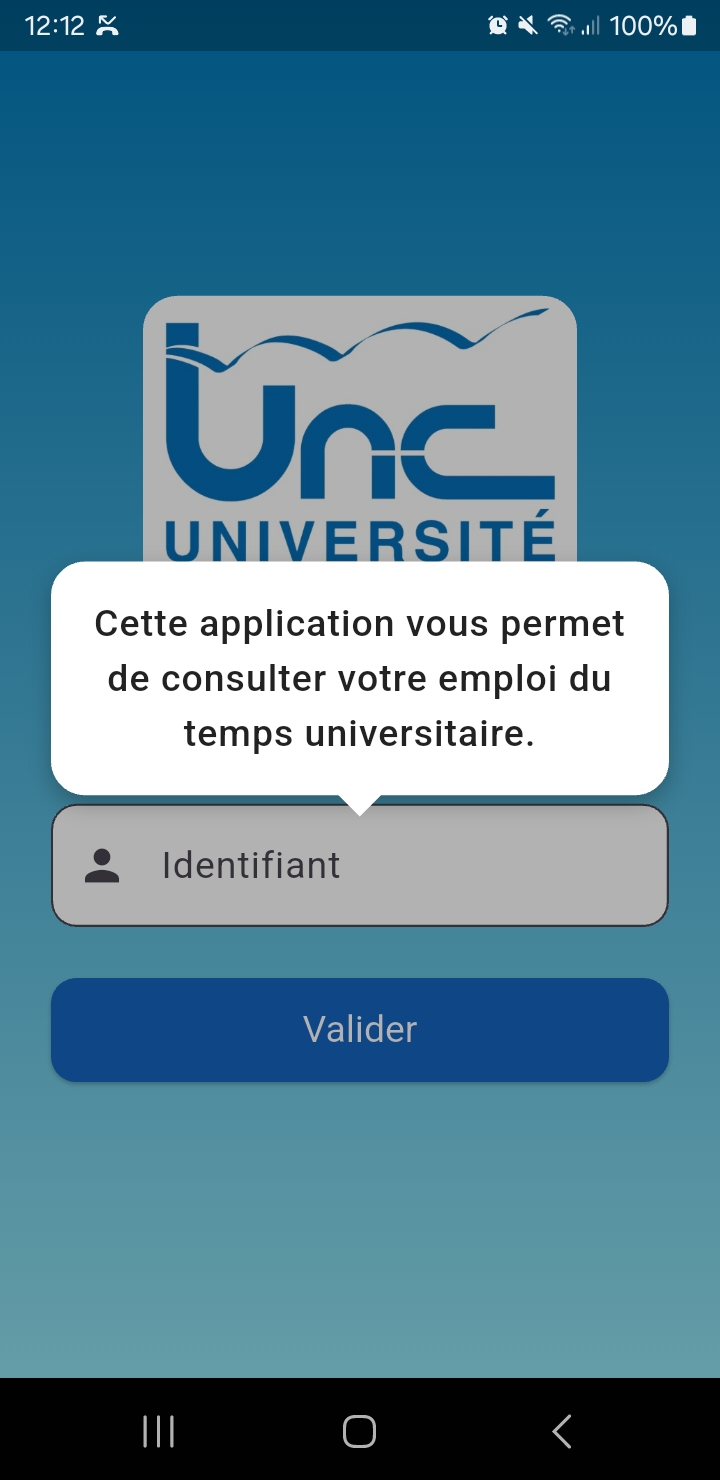 12:12
100%
Unc
UNIVERSITÉ
Cette application vous permet
de consulter votre emploi du
temps universitaire.
Identifiant
Valider